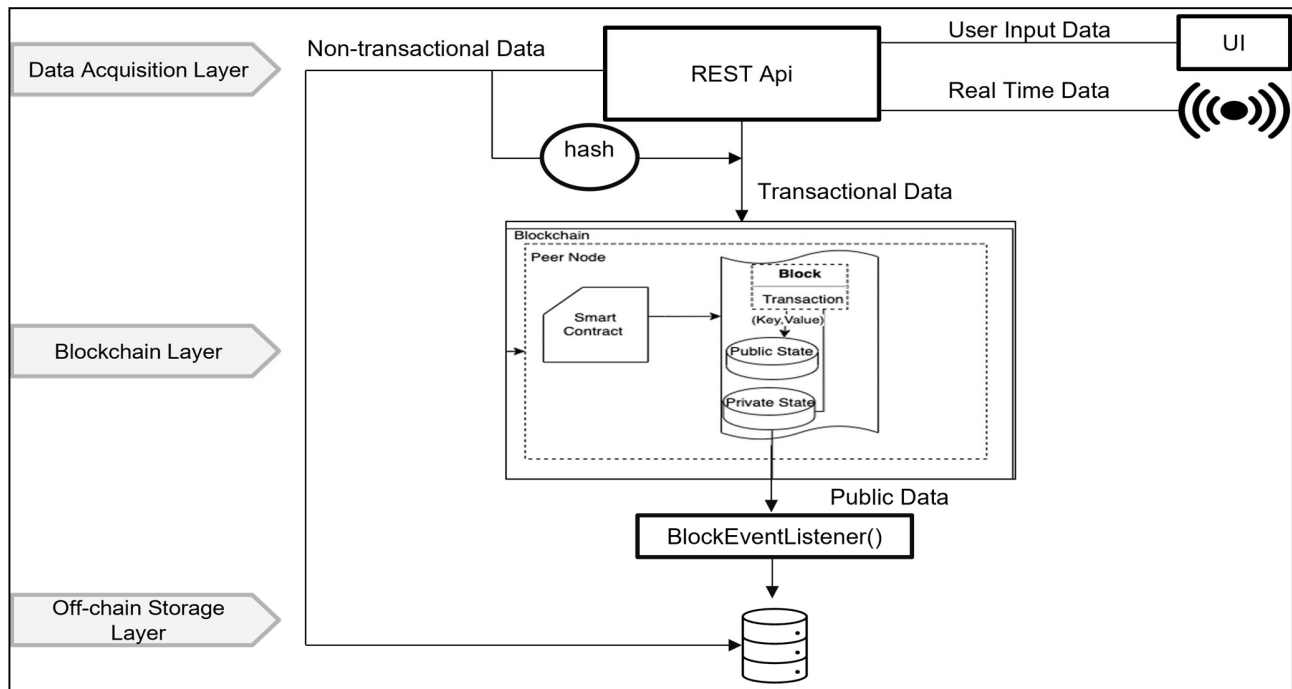 Non-transactional Data
User Input Data
UI
Data Acquisition Layer
REST Api
Real Time Data
hash
Transactional Data
Blockchain
Peer Node
Block
Transaction
(Key,Value)
Smart
Contract
Blockchain Layer
Public State
Private State
Public Data
BlockEventListener()
Off-chain Storage
Layer